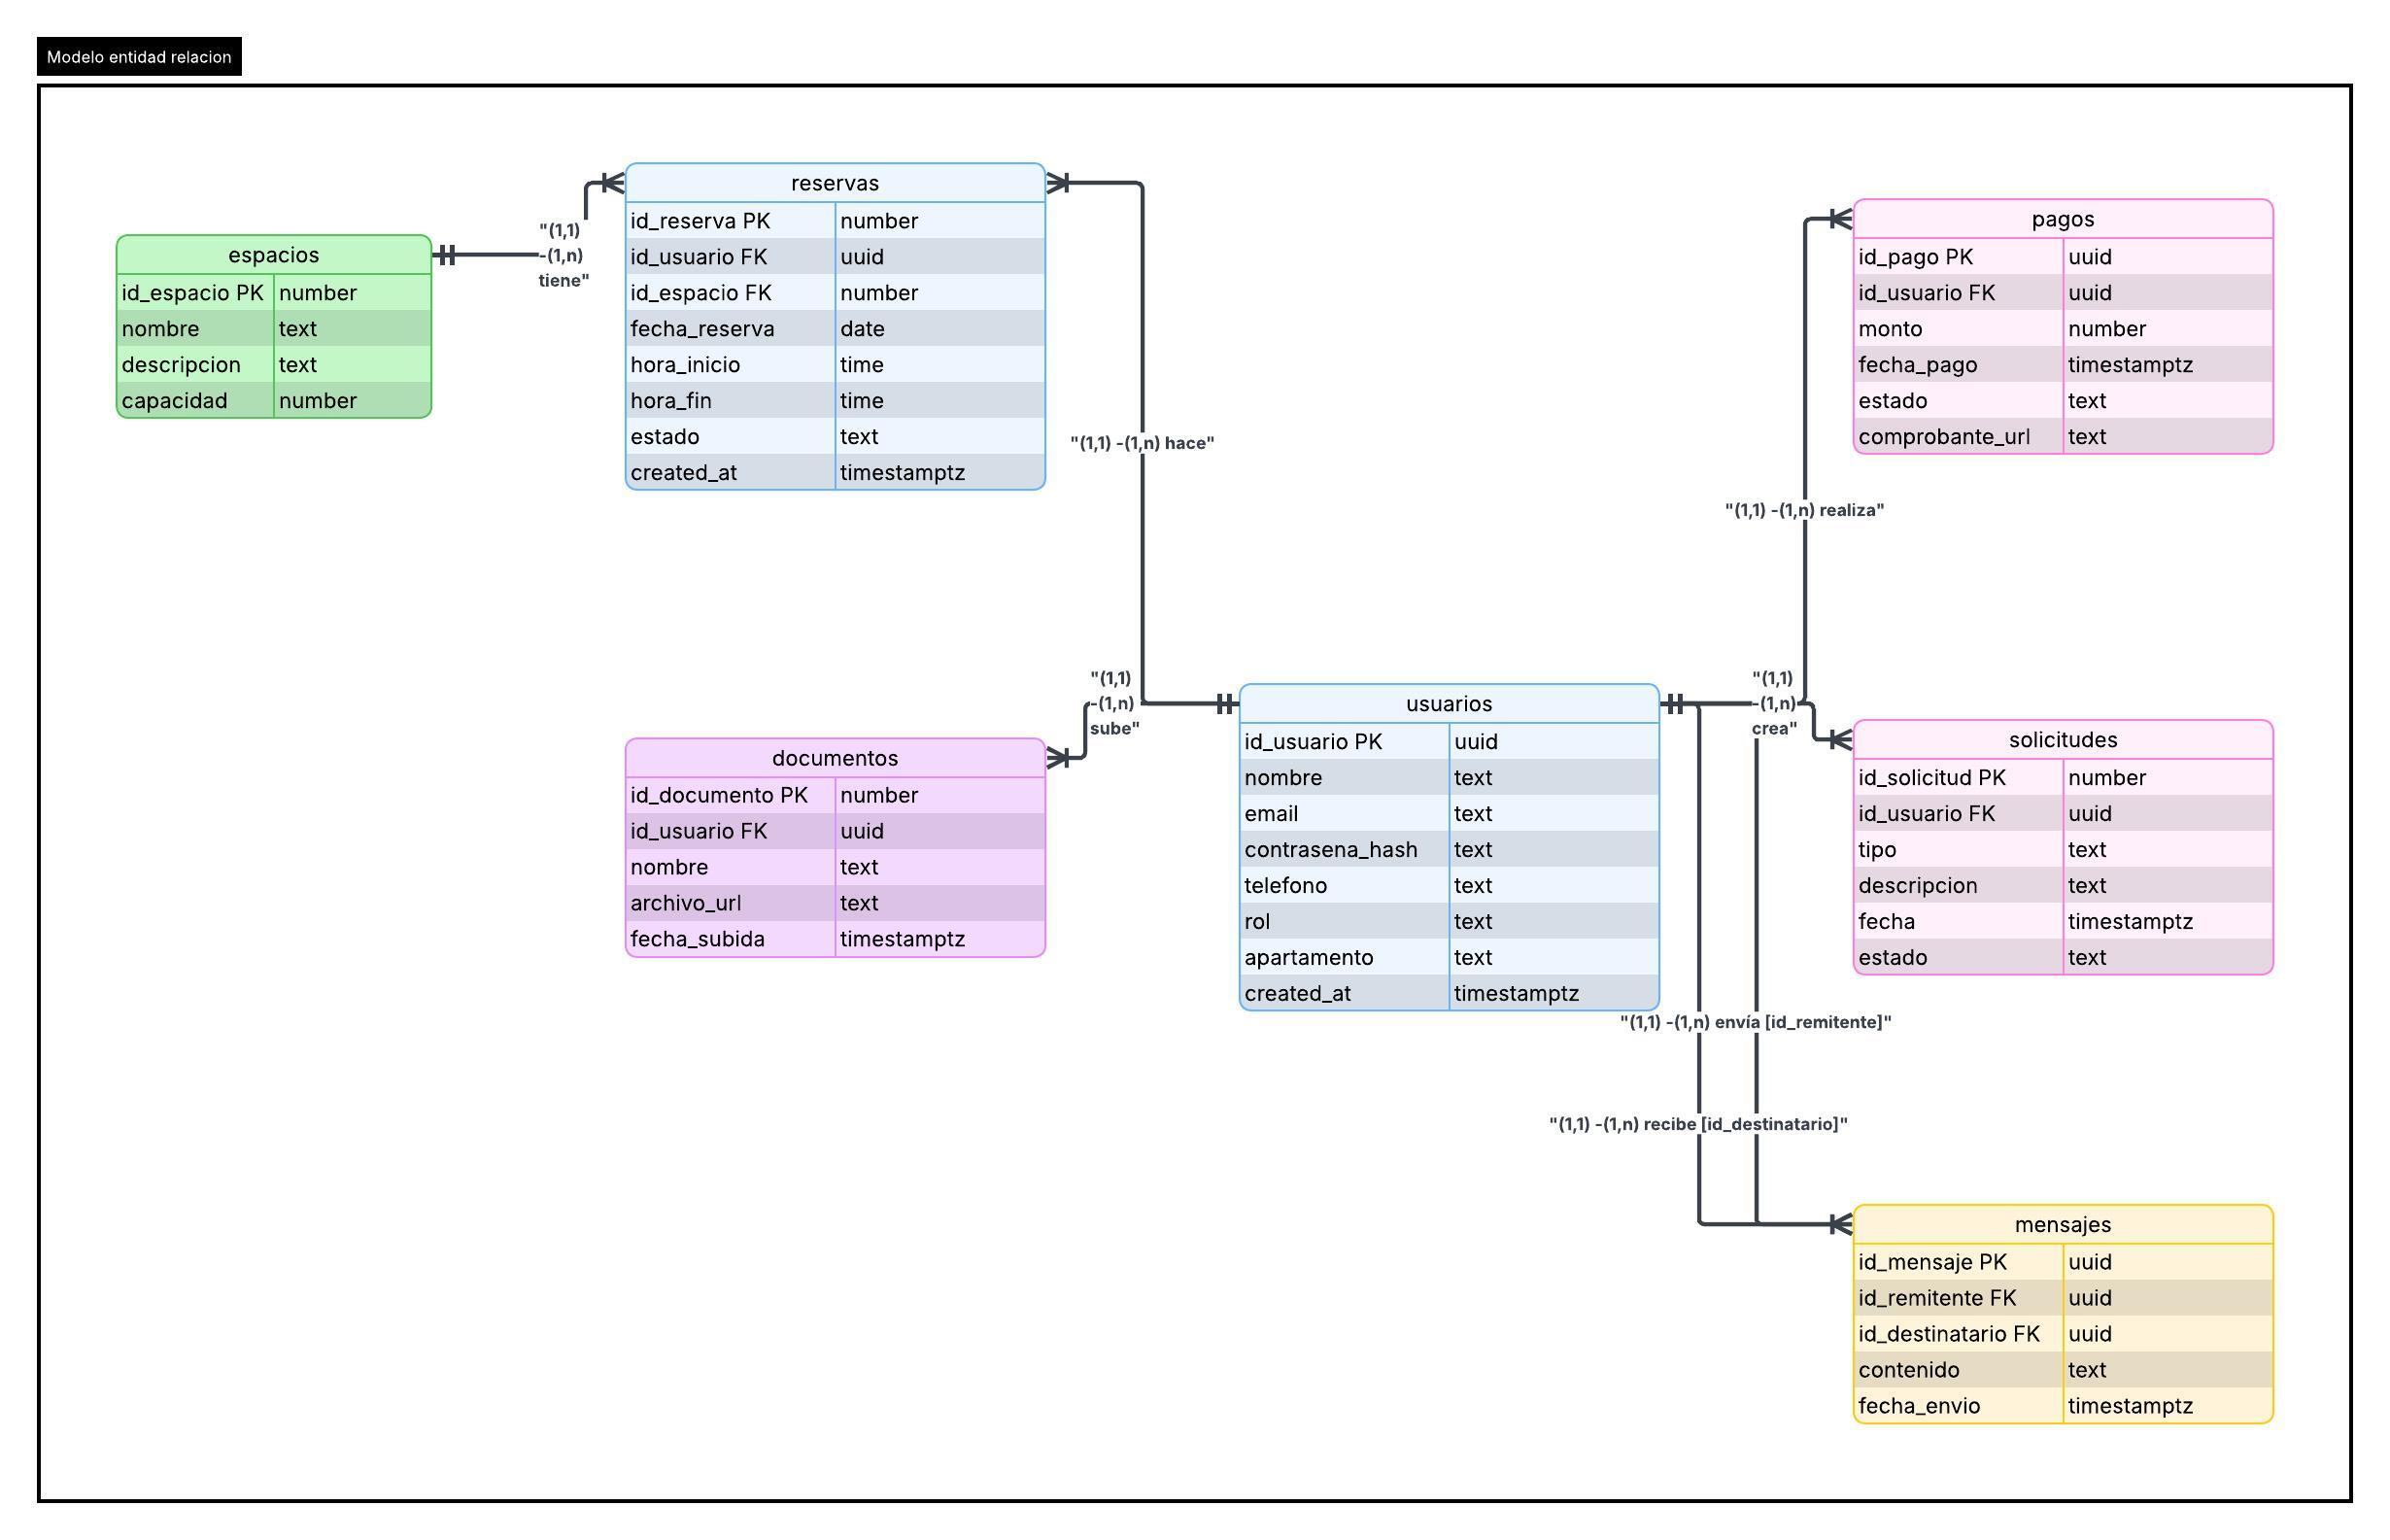 Modelo entidad relacion
espacios
id_espacio PK number
nombre text
descripcion text
capacidad number
"(1,1)
-(1,n)
tiene"
reservas
id_reserva PK number
id_usuario FK uuid
id_espacio FK number
fecha_reserva date
hora_inicio time
hora_fin time
estado text
created_at timestamptz
"(1,1) -(1,n) hace"
pagos
id_pago PK uuid
id_usuario FK uuid
monto number
fecha_pago timestamptz
estado text
comprobante_url text
"(1,1) -(1,n) realiza"
documentos
id_documento PK number
id_usuario FK uuid
nombre text
archivo_url text
fecha_subida timestamptz
"(1,1)
-(1,n)
sube"
usuarios
id_usuario PK uuid
nombre text
email text
contrasena_hash text
telefono text
rol text
apartamento text
created_at timestamptz
"(1,1)
-(1,n)
crea"
solicitudes
id_solicitud PK number
id_usuario FK uuid
tipo text
descripcion text
fecha timestamptz
estado text
"(1,1) -(1,n) envía [id_remitente]"
"(1,1) -(1,n) recibe [id_destinatario]"
mensajes
id_mensaje PK uuid
id_remitente FK uuid
id_destinatario FK uuid
contenido text
fecha_envio timestamptz